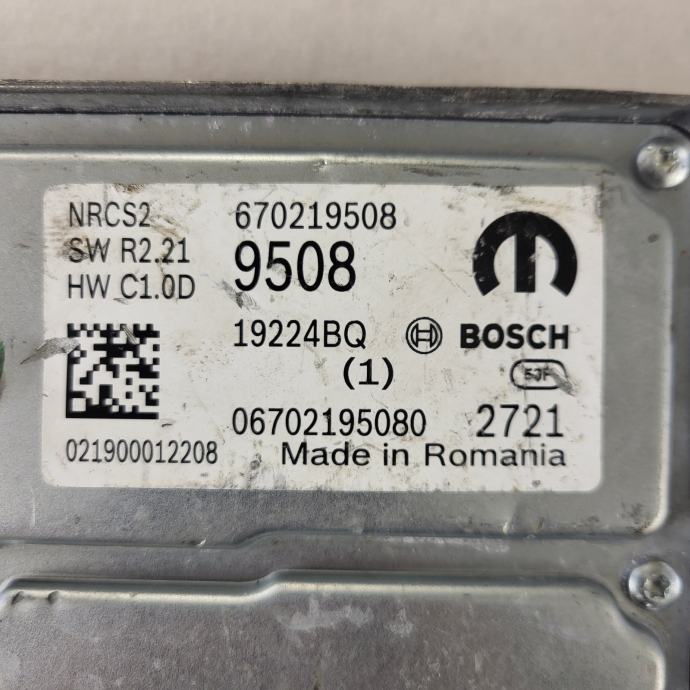 NRCS2 670219508
SW R2.21 9508
HW C1.0D
19224BQ BOSCH
(1)
06702195080 2721
021900012208 Made in Romania